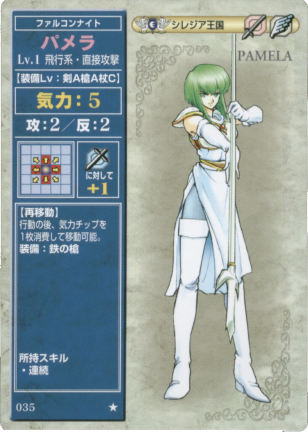 ファルコンナイト
パメラ
Lv.1 飛行系・直接攻撃
【装備Lv:剣A槍A杖C】
気力:5
攻:2/反:2
に対して
+1
【再移動】
行動の後、気力チップを
1枚消費して移動可能。
装備:鉄の槍
所持スキル
・連続
035
★
シレジア王国
PAMELA